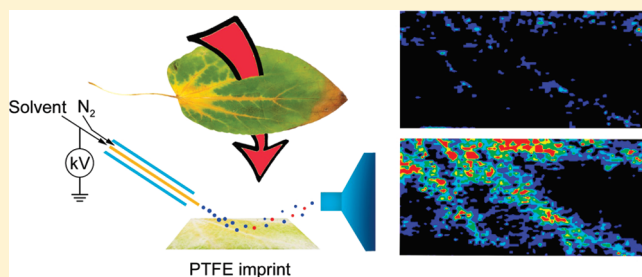 Solvent N₂
kV
PTFE imprint